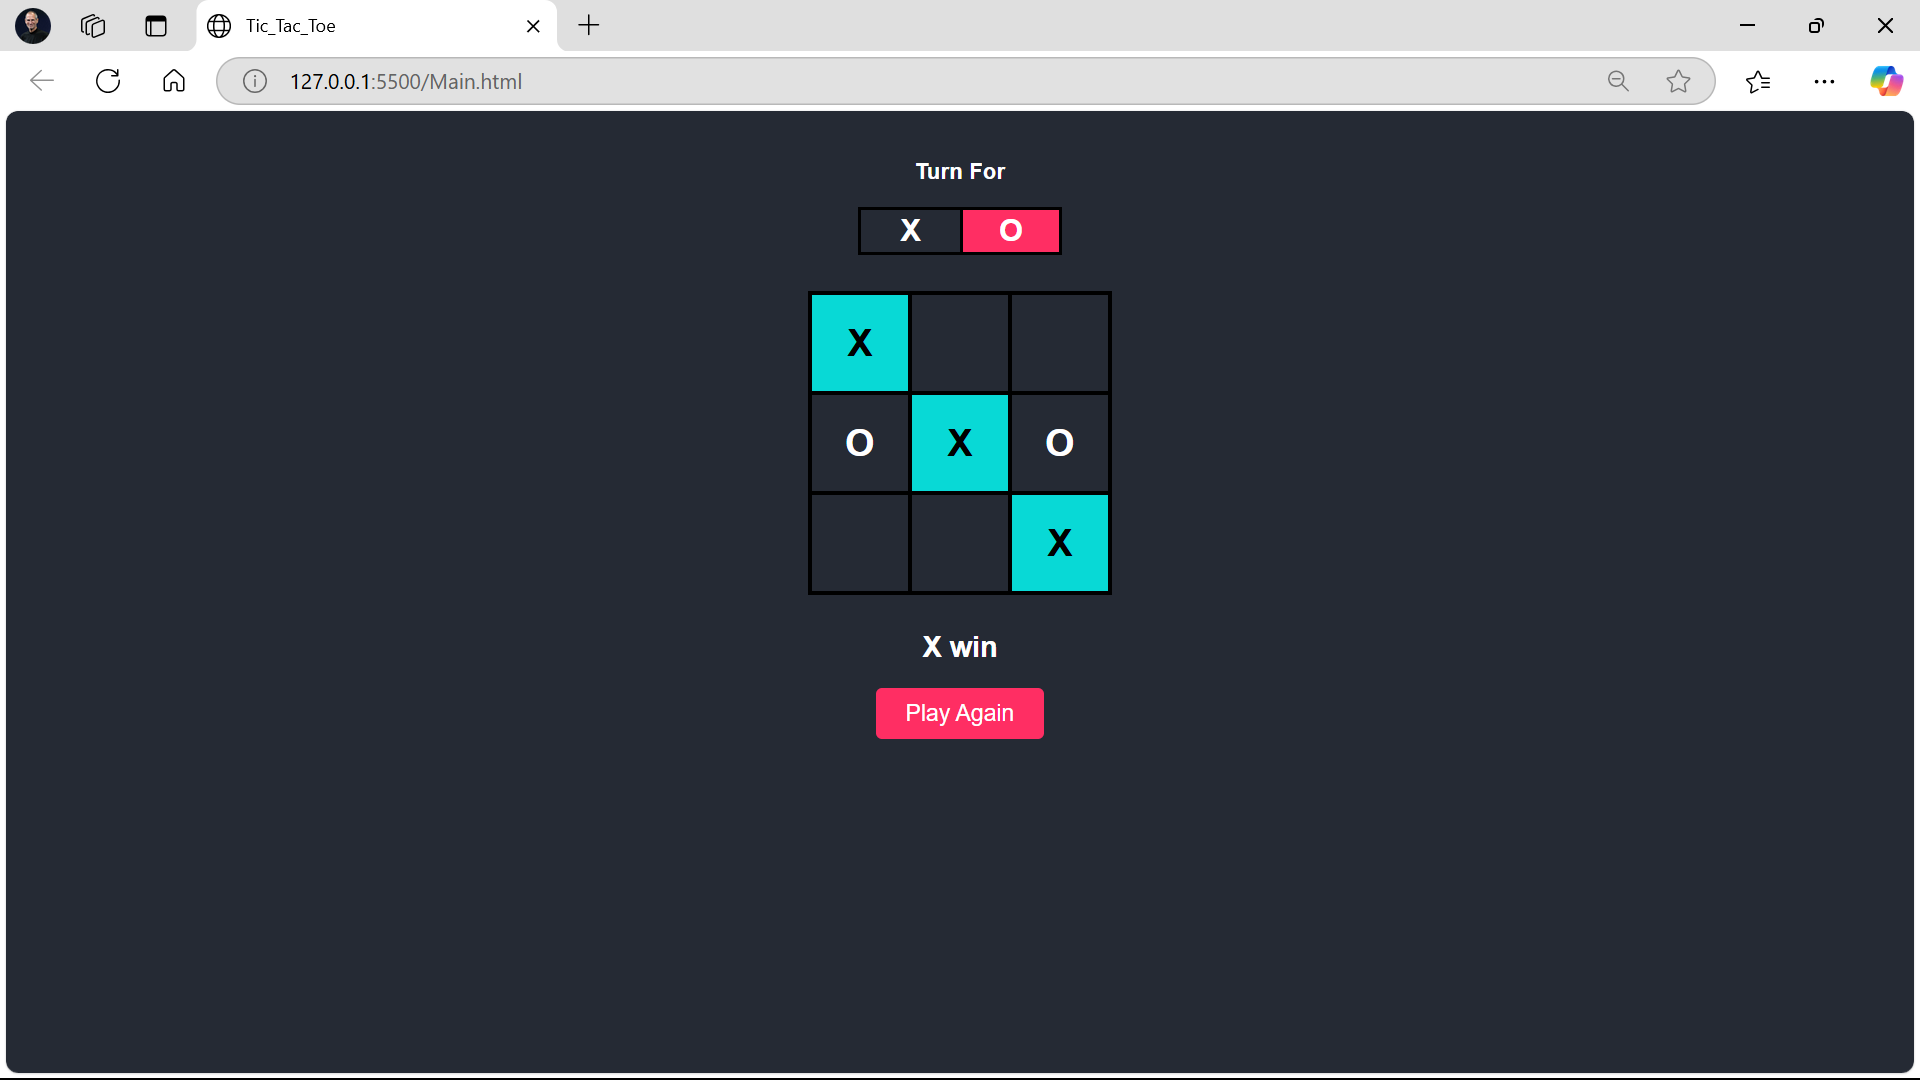 Tic_Tac_Toe
127.0.0.1:5500/Main.html
Turn For
X O
X
O X O
X
X win
Play Again